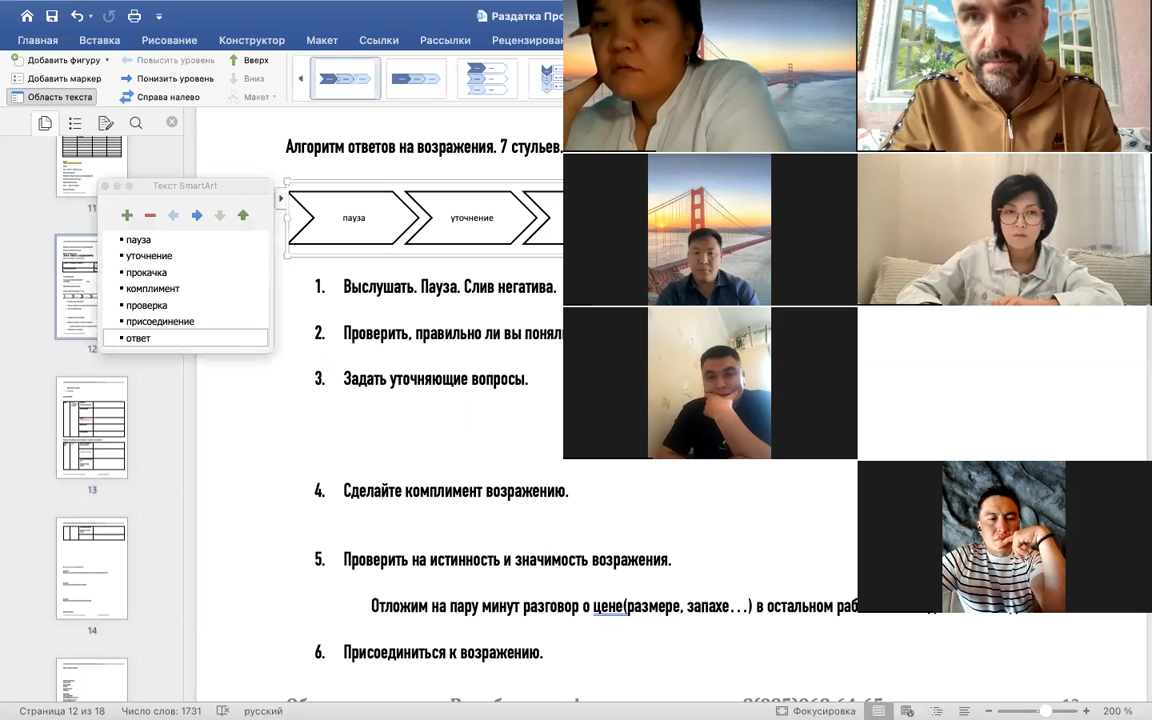 Раздатка Про
Главная Вставка Рисование Конструктор Макет Ссылки Рассылки Рецензирован
Добавить фигуру Повысить уровень Вверх
Добавить маркер Понизить уровень Вниз
Область текста Справа налево Макет
11
Текст SmartArt
пауза
уточнение
прокачка
комплимент
проверка
присоединение
ответ
12
13
14
Алгоритм ответов на возражения. 7 стульев.
пауза уточнение
1. Выслушать. Пауза. Слив негатива.
2. Проверить, правильно ли вы понял
3. Задать уточняющие вопросы.
4. Сделайте комплимент возражению.
5. Проверить на истинность и значимость возражения.
Отложим на пару минут разговор о цене(размере, запахе...) в остальном раб
6. Присоединиться к возражению.
Страница 12 из 18 Число слов: 1731 русский Фокусировка 200 %